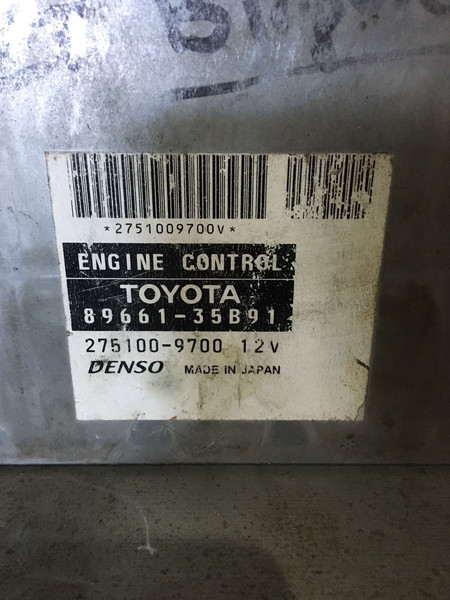 *2751009700V*
ENGINE CONTROL
TOYOTA
89661-35B91
275100-9700 12V
DENSO MADE IN JAPAN